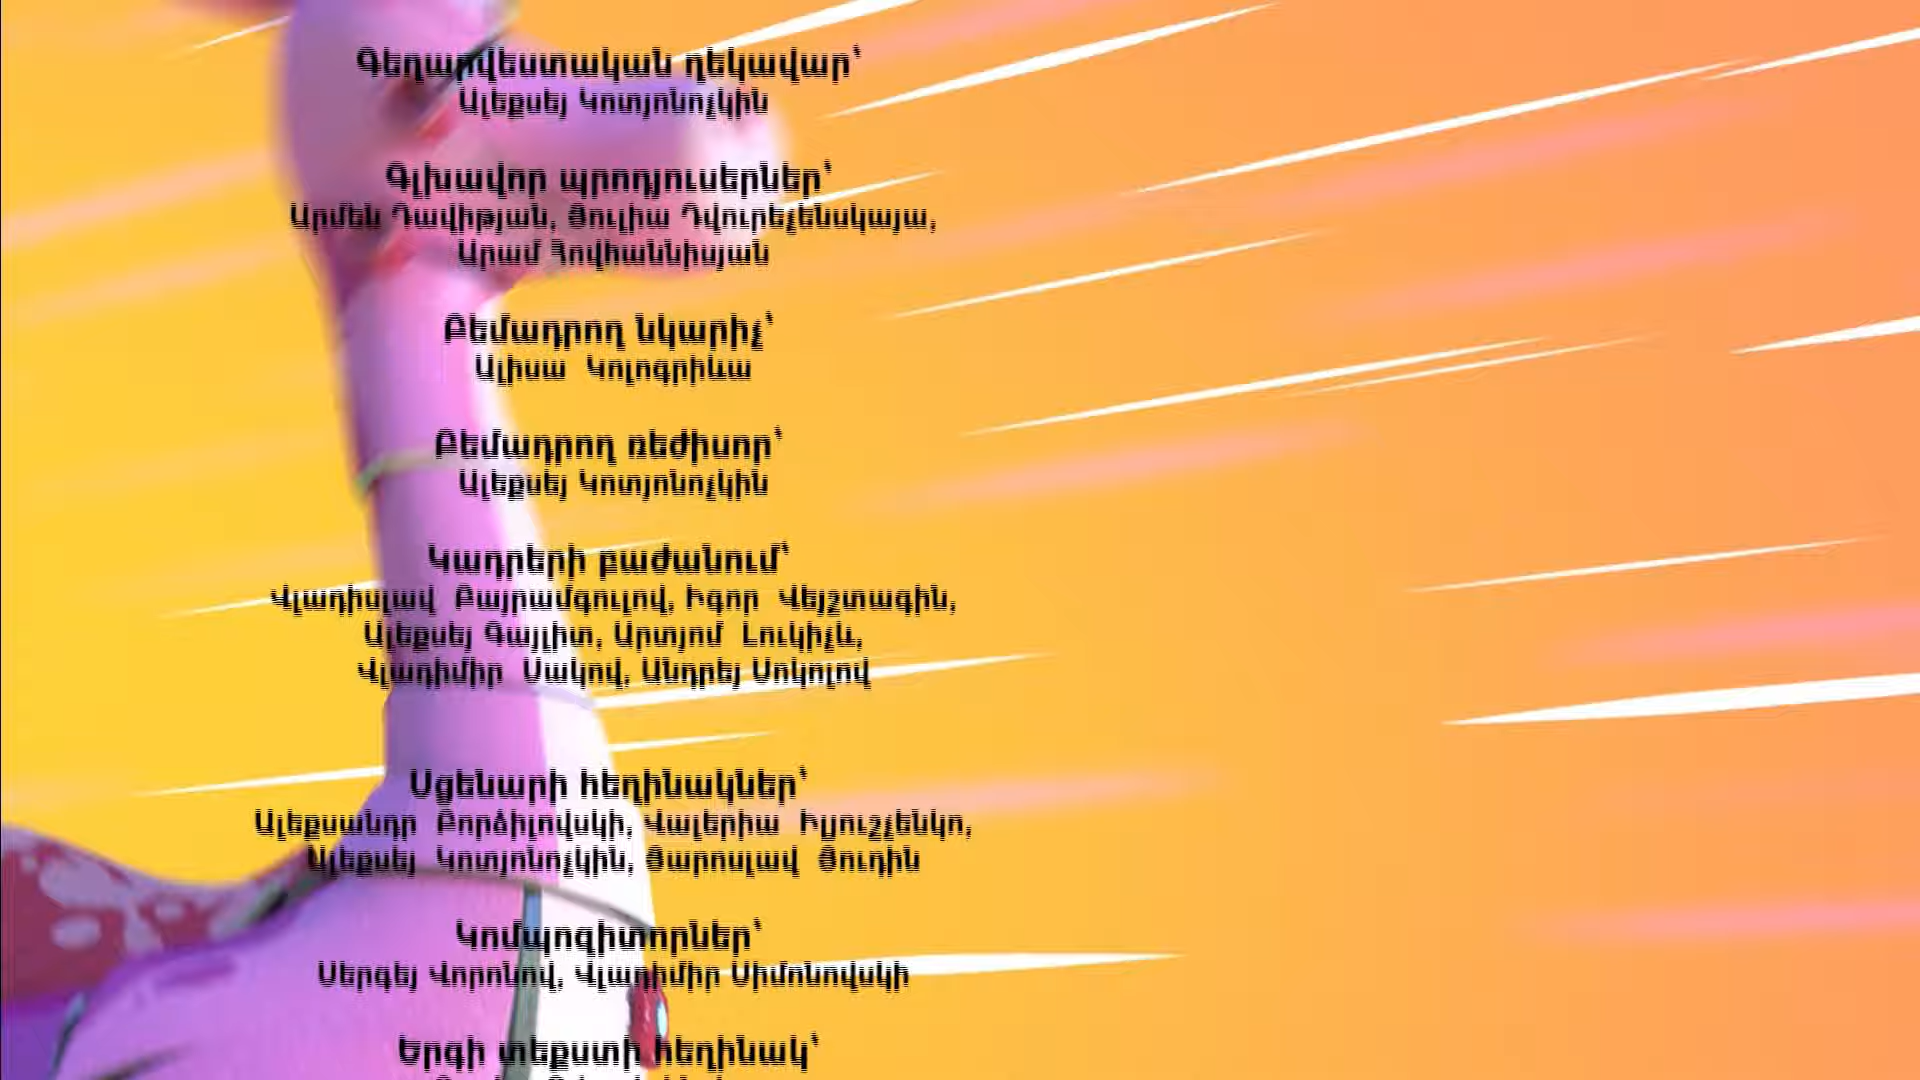 Գեղարվեստական ղեկավար՝
Ալեքսեյ Կոտյոնոչկին
Գլխավոր պրոդյուսերներ՝
Արմեն Դավիթյան, Յուլիա Դվուրեչենսկայա,
Արամ Հովհաննիսյան
Բեմադրող նկարիչ՝
Ալիսա Կոլոգրիևա
Բեմադրող ռեժիսոր՝
Ալեքսեյ Կոտյոնոչկին
Կադրերի բաժանում՝
Վլադիսլավ Բայրամգուլով, Իգոր Վեյշտագին,
Ալեքսեյ Գայլիտ, Արտյոմ Լուկիչև,
Վլադիմիր Սակով, Անդրեյ Սոկոլով
Սցենարի հեղինակներ՝
Ալեքսանդր Բորձիլովսկի, Վալերիա Իլյուշչենկո,
Ալեքսեյ Կոտյոնոչկին, Յարոսլավ Յուդին
Կոմպոզիտորներ՝
Սերգեյ Վորոնով, Վլադիմիր Սիմոնովսկի
Երգի տեքստի հեղինակ՝